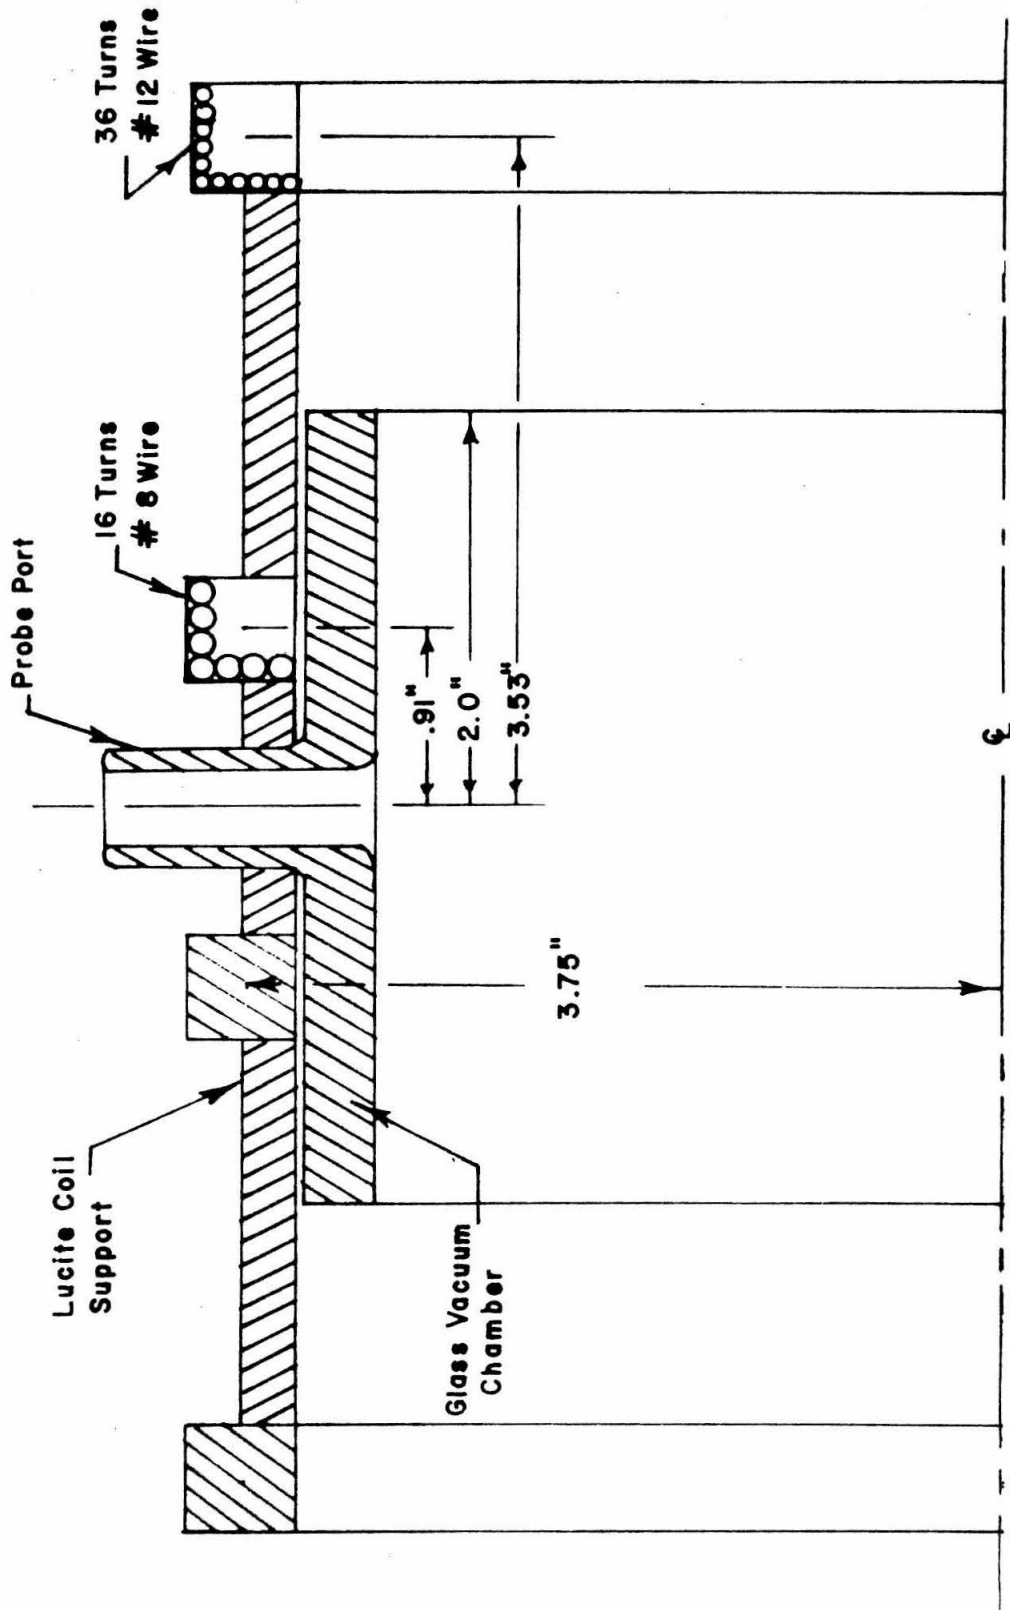 36 Turns
# 12 Wire
16 Turns
# 8 Wire
Probe Port
.91"
2.0"
3.53"
3.75"
℄
Lucite Coil
Support
Glass Vacuum
Chamber